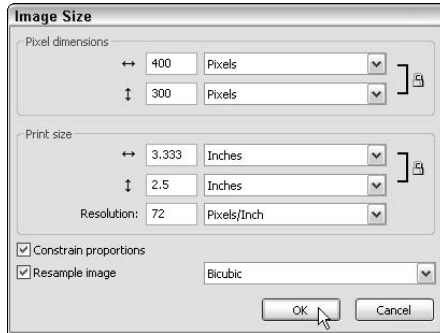 Image Size
Pixel dimensions
400 Pixels
300 Pixels
Print size
3.333 Inches
2.5 Inches
Resolution: 72 Pixels/Inch
Constrain proportions
Resample image Bicubic
OK Cancel